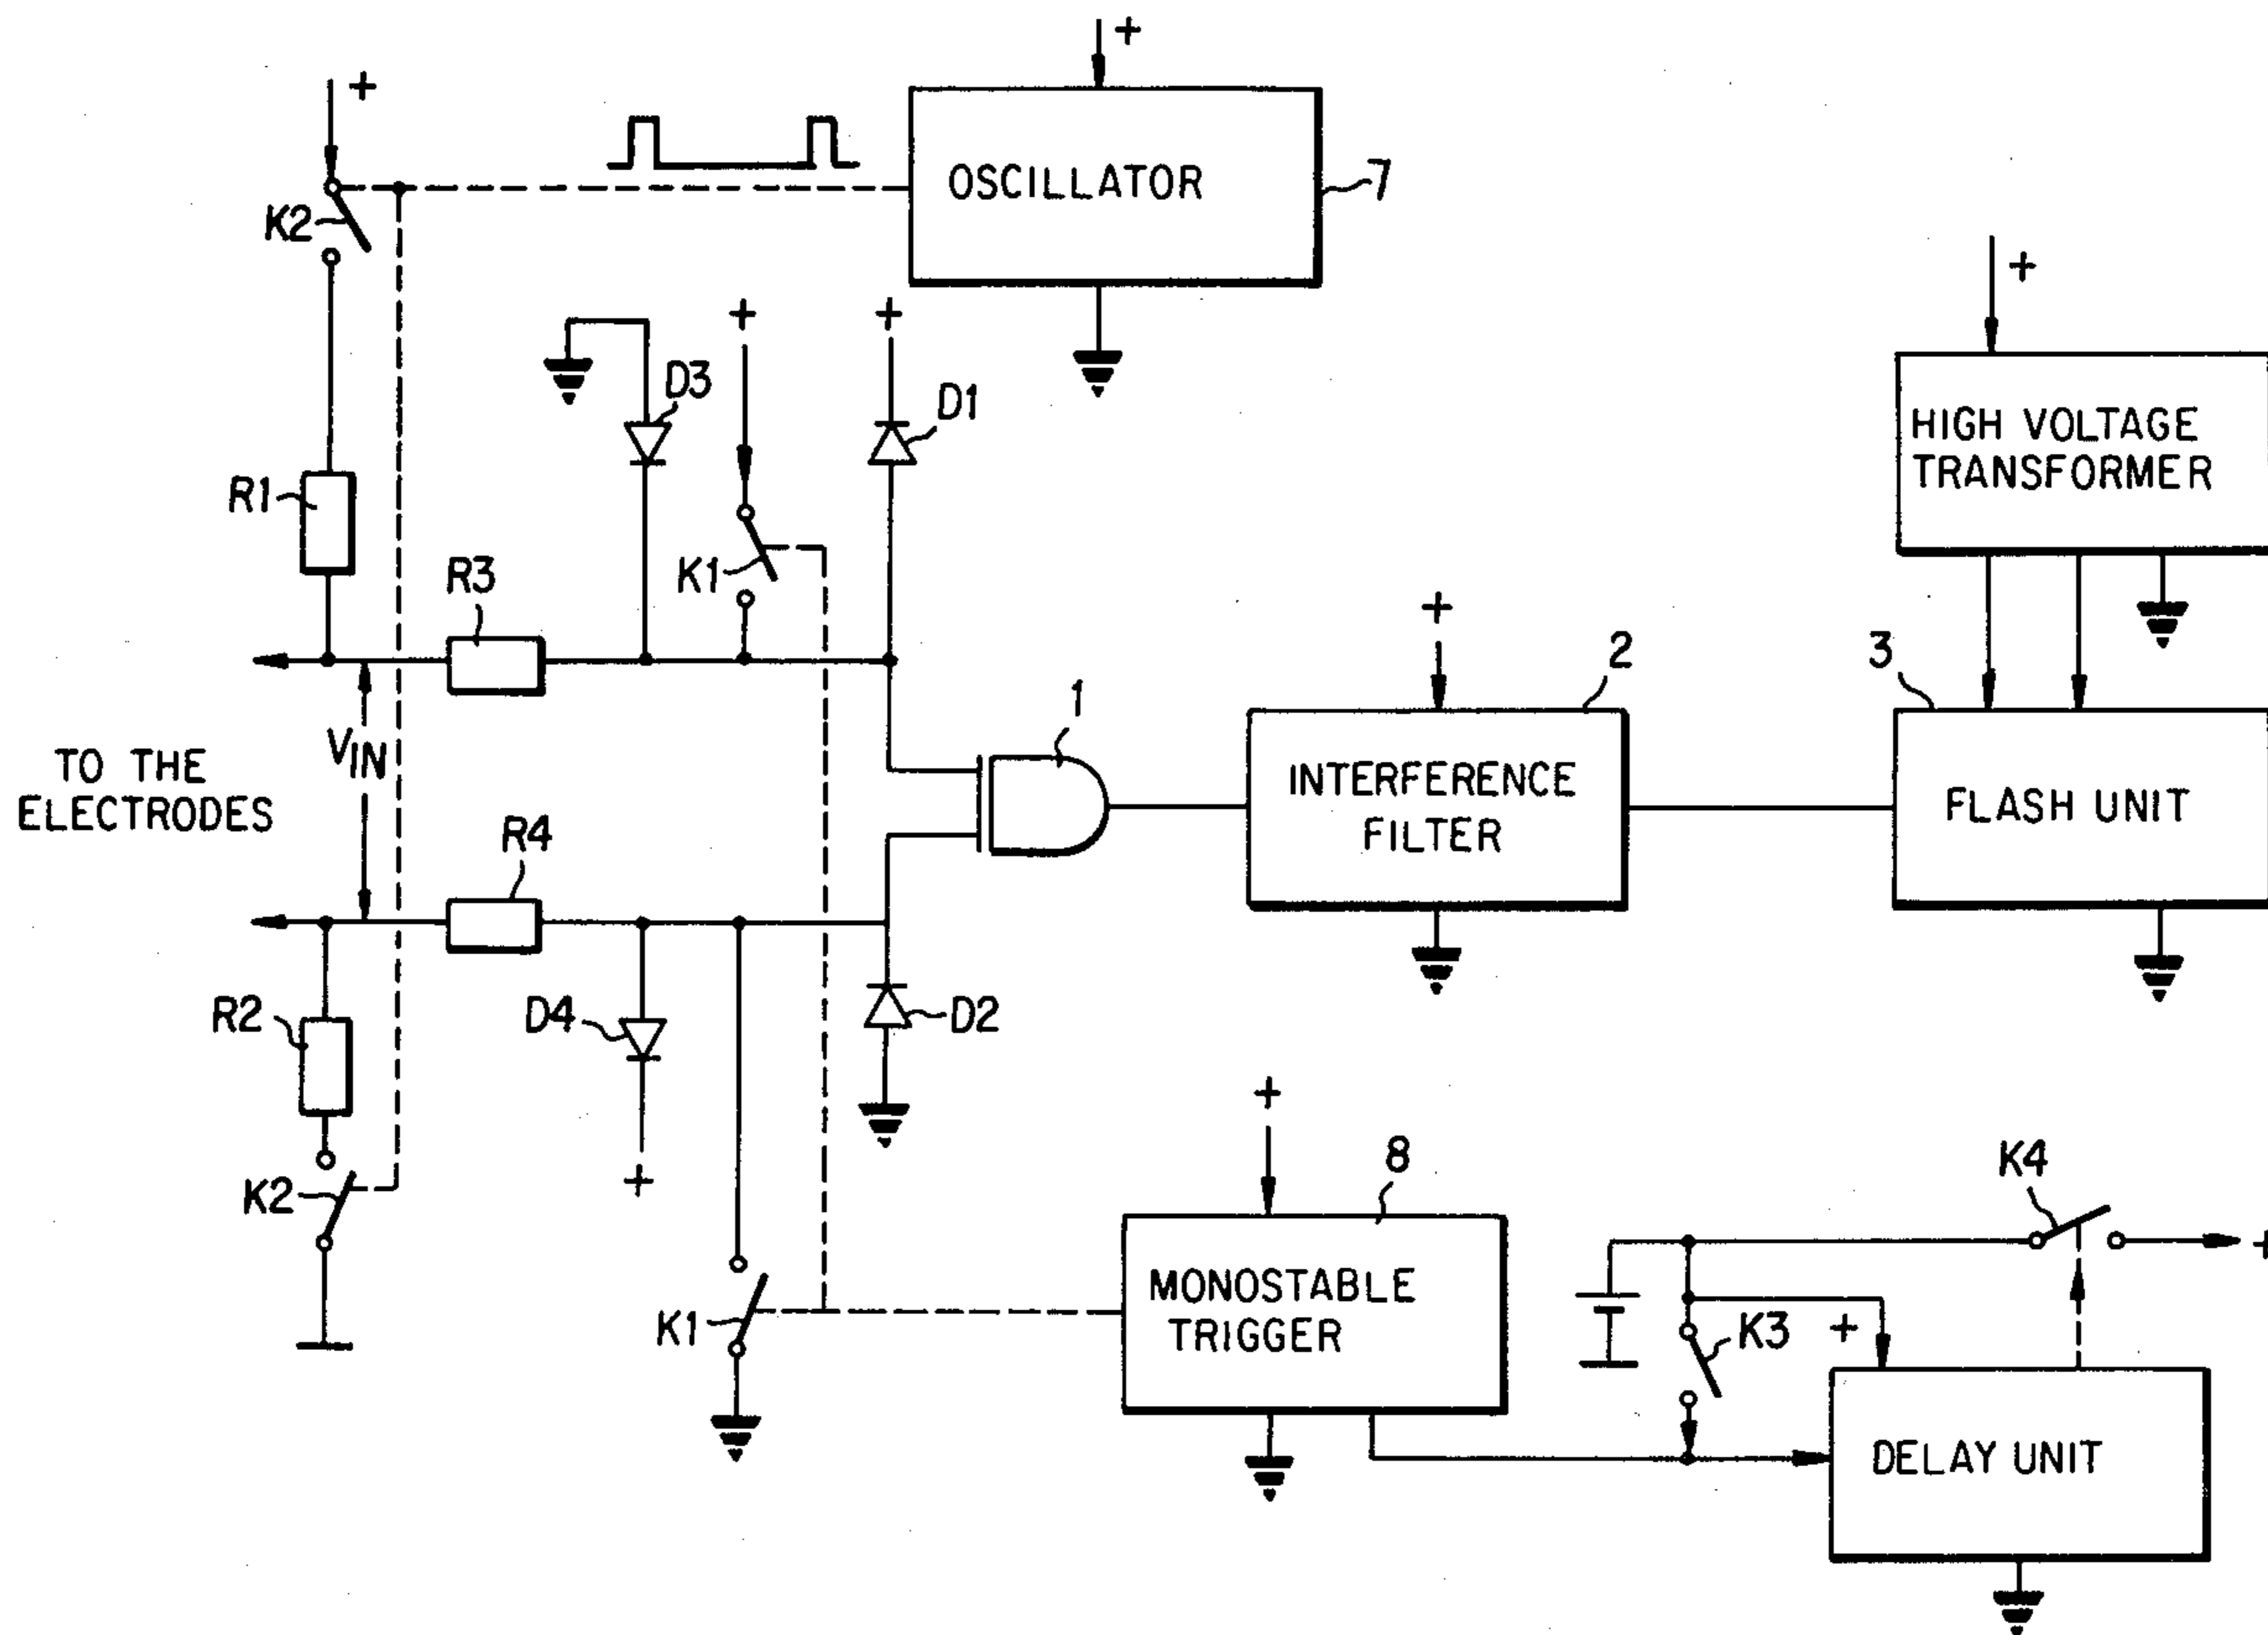 +
+
OSCILLATOR
7
K2
+
+
+
D3
D1
HIGH VOLTAGE
TRANSFORMER
R1
K1
R3
+
2
3
1
VIN
TO THE
ELECTRODES
INTERFERENCE
FILTER
FLASH UNIT
R4
R2
D4
D2
+
8
K4
K2
+
+
MONOSTABLE
TRIGGER
K1
K3
+
DELAY UNIT